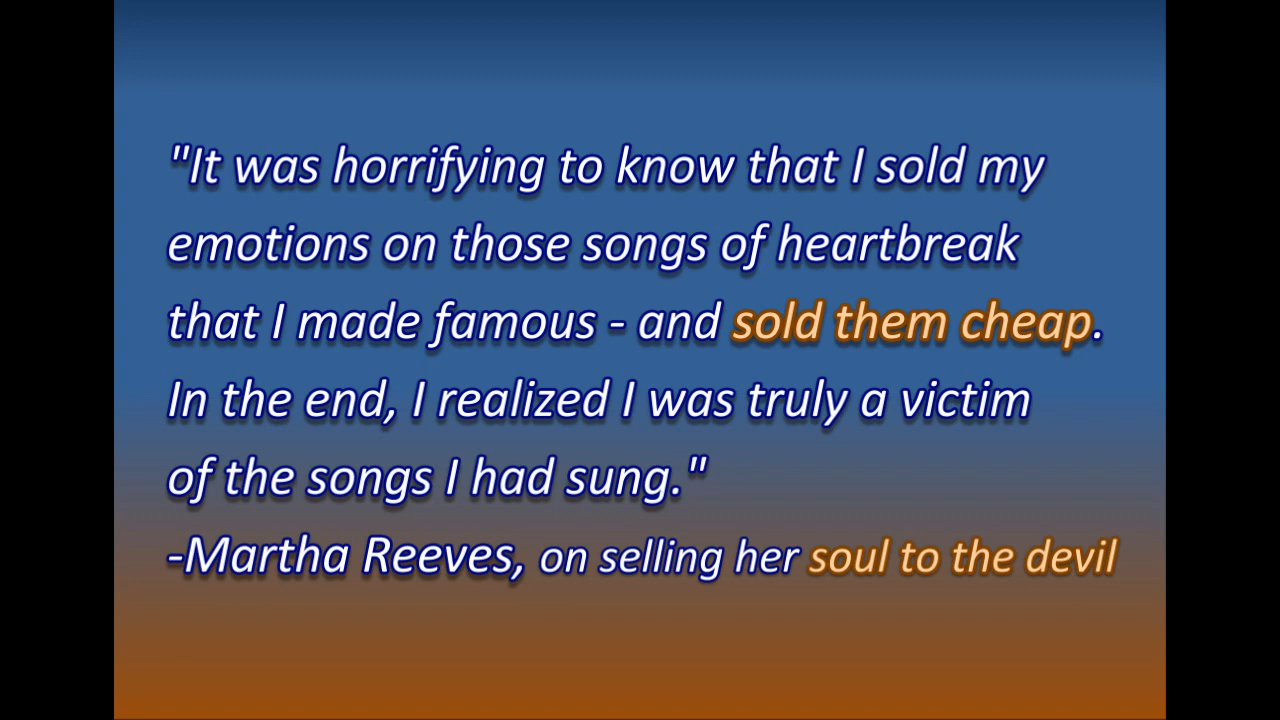 "It was horrifying to know that I sold my
emotions on those songs of heartbreak
that I made famous - and sold them cheap.
In the end, I realized I was truly a victim
of the songs I had sung."
-Martha Reeves, on selling her soul to the devil